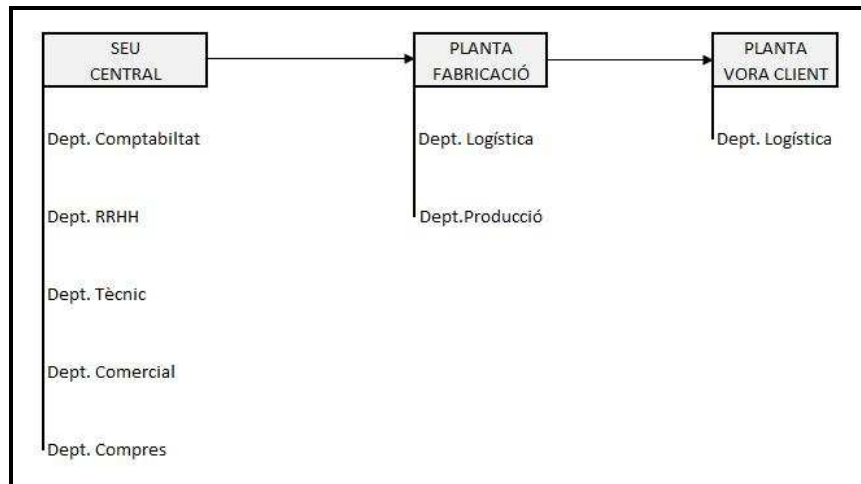 SEU
CENTRAL
PLANTA
FABRICACIÓ
PLANTA
VORA CLIENT
Dept. Comptabiltat
Dept. Logística
Dept. Logística
Dept. RRHH
Dept.Producció
Dept. Tècnic
Dept. Comercial
Dept. Compres